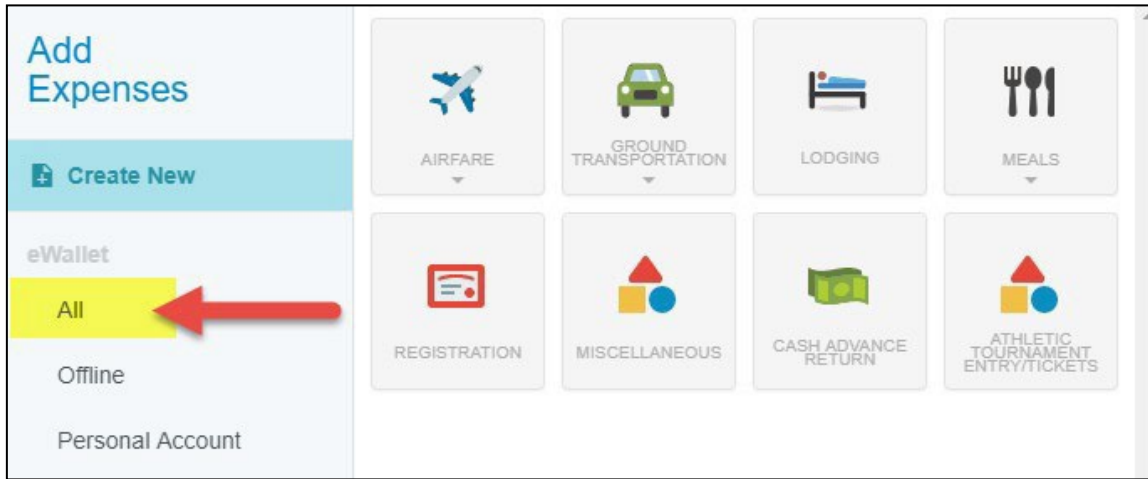 Add
Expenses
Create New
eWallet
All
Offline
Personal Account
AIRFARE
GROUND
TRANSPORTATION
LODGING
MEALS
REGISTRATION
MISCELLANEOUS
CASH ADVANCE
RETURN
ATHLETIC
TOURNAMENT
ENTRY/TICKETS